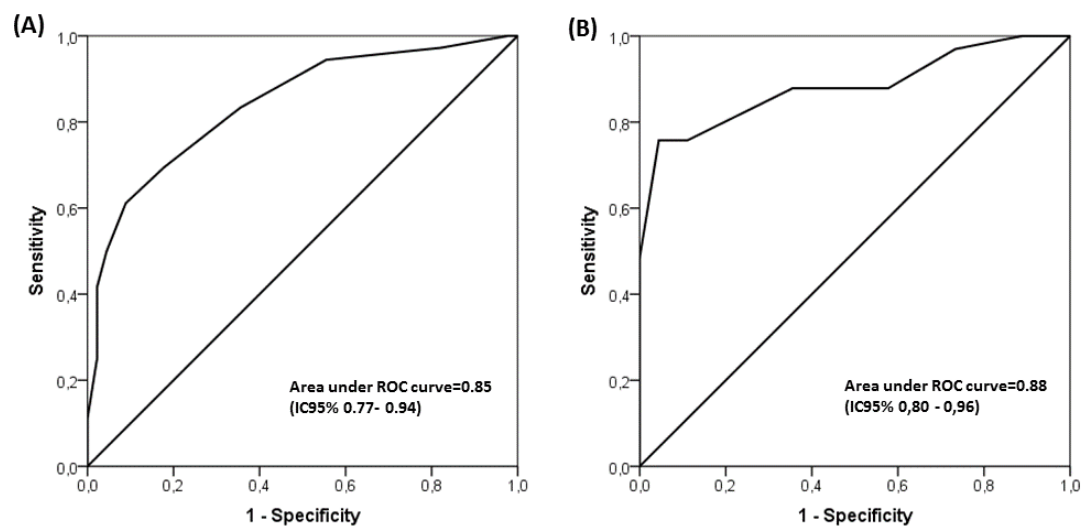 (A)
1,0
0,8
0,6
0,4
0,2
0,0
Sensitivity
Area under ROC curve=0.85
(IC95% 0.77- 0.94)
0,0 0,2 0,4 0,6 0,8 1,0
1 - Specificity
(B)
1,0
0,8
0,6
0,4
0,2
0,0
Sensitivity
Area under ROC curve=0.88
(IC95% 0,80 - 0,96)
0,0 0,2 0,4 0,6 0,8 1,0
1 - Specificity